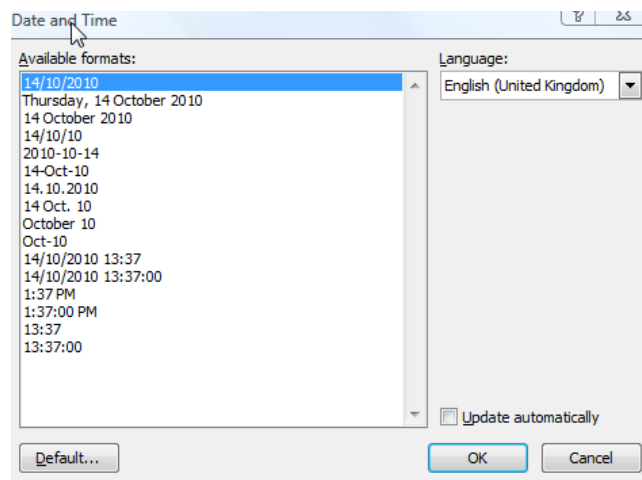 Date and Time
Available formats:
Language:
14/10/2010
Thursday, 14 October 2010
14 October 2010
14/10/10
2010-10-14
14-Oct-10
14.10.2010
14 Oct. 10
October 10
Oct-10
14/10/2010 13:37
14/10/2010 13:37:00
1:37 PM
1:37:00 PM
13:37
13:37:00
English (United Kingdom)
Update automatically
Default...
OK
Cancel